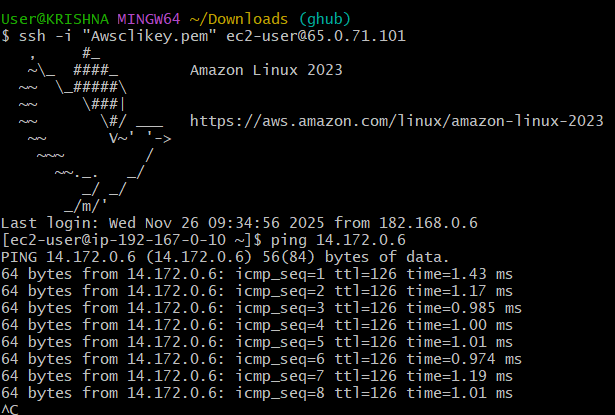 User@KRISHNA MINGW64 ~/Downloads (ghub)
$ ssh -i "Awsclikey.pem" ec2-user@65.0.71.101
   ,     #_
   ~\_  ####_        Amazon Linux 2023
  ~~  \_#####\
  ~~     \###|
  ~~       \#/ ___   https://aws.amazon.com/linux/amazon-linux-2023
   ~~       V~' '->
    ~~~         /
      ~~._.   _/
         _/ _/
       _/m/'
Last login: Wed Nov 26 09:34:56 2025 from 182.168.0.6
[ec2-user@ip-192-167-0-10 ~]$ ping 14.172.0.6
PING 14.172.0.6 (14.172.0.6) 56(84) bytes of data.
64 bytes from 14.172.0.6: icmp_seq=1 ttl=126 time=1.43 ms
64 bytes from 14.172.0.6: icmp_seq=2 ttl=126 time=1.17 ms
64 bytes from 14.172.0.6: icmp_seq=3 ttl=126 time=0.985 ms
64 bytes from 14.172.0.6: icmp_seq=4 ttl=126 time=1.00 ms
64 bytes from 14.172.0.6: icmp_seq=5 ttl=126 time=1.01 ms
64 bytes from 14.172.0.6: icmp_seq=6 ttl=126 time=0.974 ms
64 bytes from 14.172.0.6: icmp_seq=7 ttl=126 time=1.19 ms
64 bytes from 14.172.0.6: icmp_seq=8 ttl=126 time=1.01 ms
^C